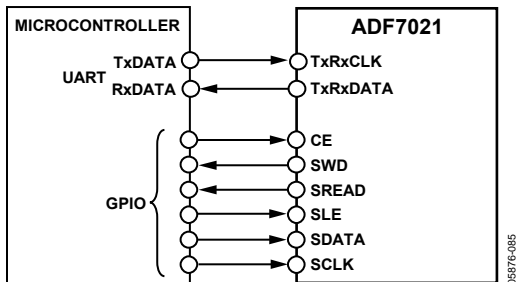 MICROCONTROLLER
ADF7021
TxDATA
TxRxCLK
UART
RxDATA
TxRxDATA
CE
SWD
SREAD
GPIO
SLE
SDATA
SCLK
05876-085